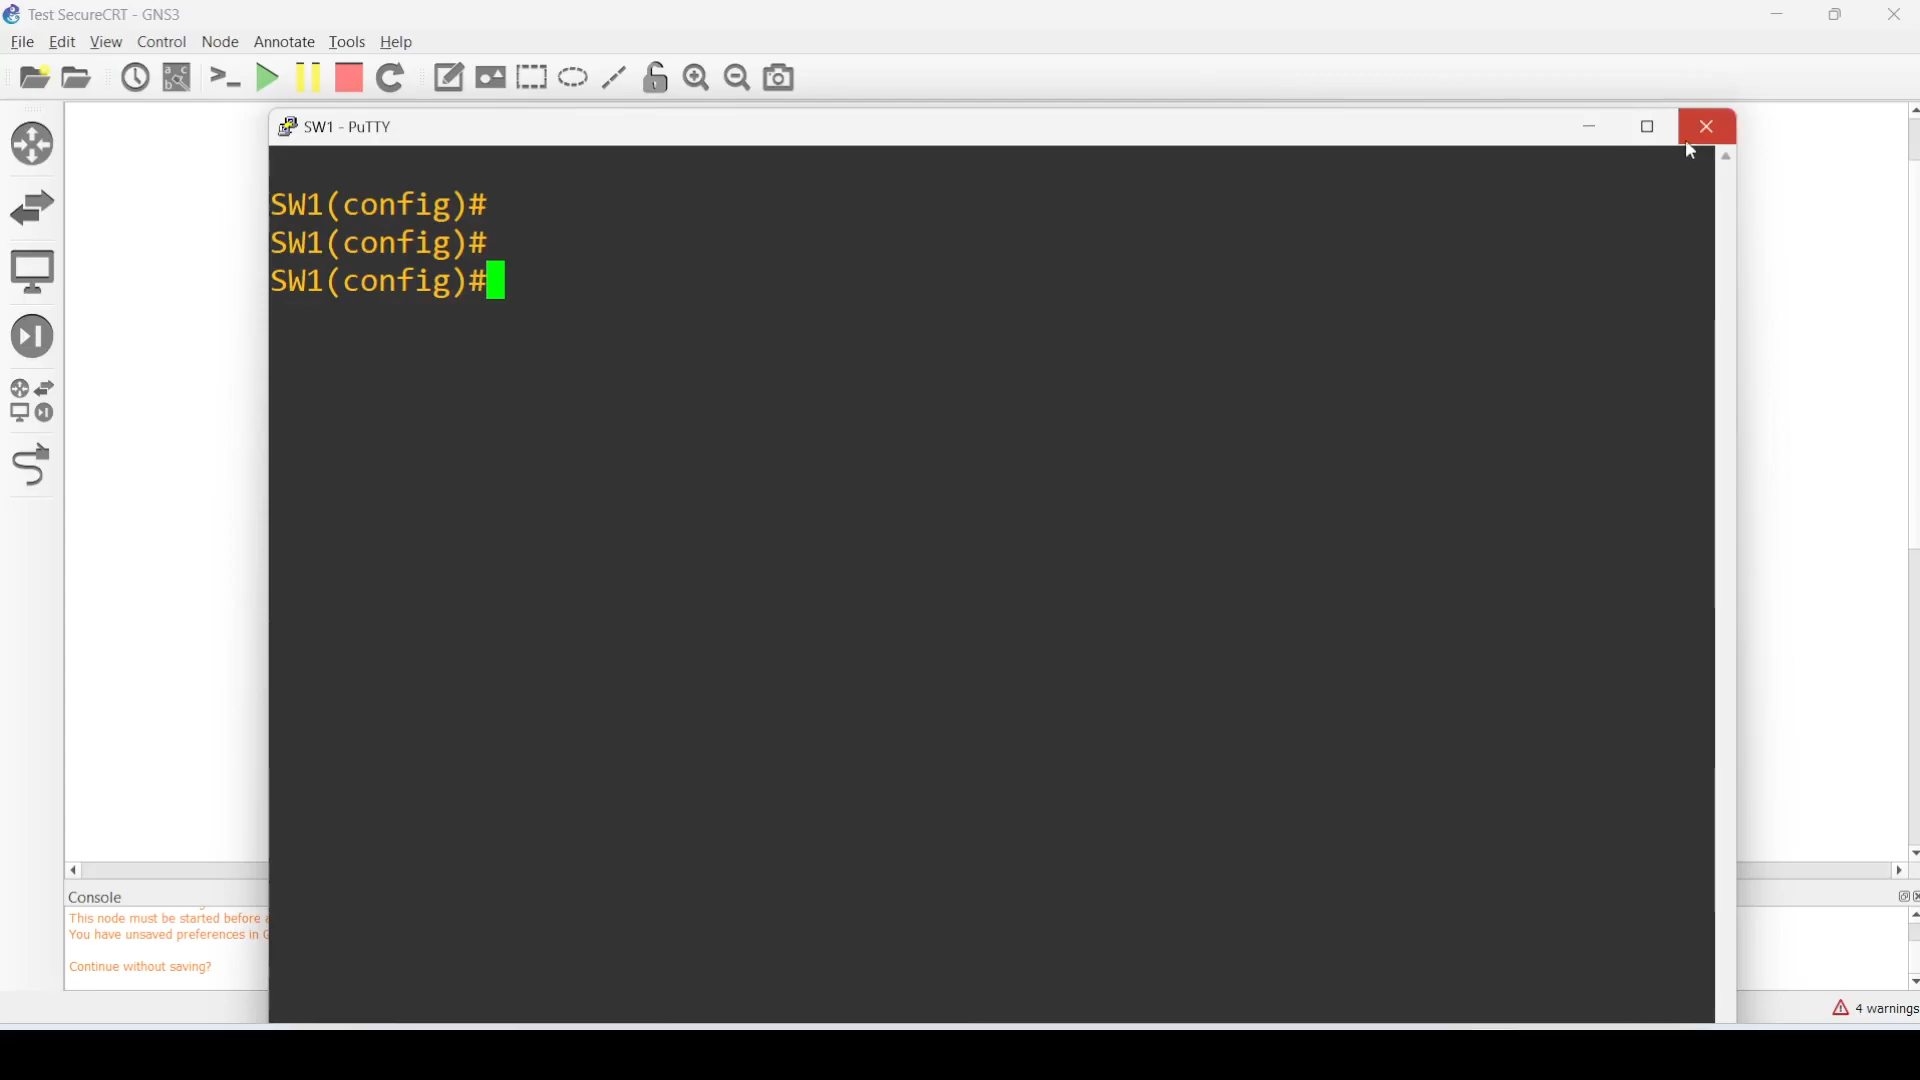 Test SecureCRT - GNS3
File Edit View Control Node Annotate Tools Help
SW1 - PuTTY
SW1(config)#
SW1(config)#
SW1(config)#
Console
This node must be started before
You have unsaved preferences in
Continue without saving?
4 warnings